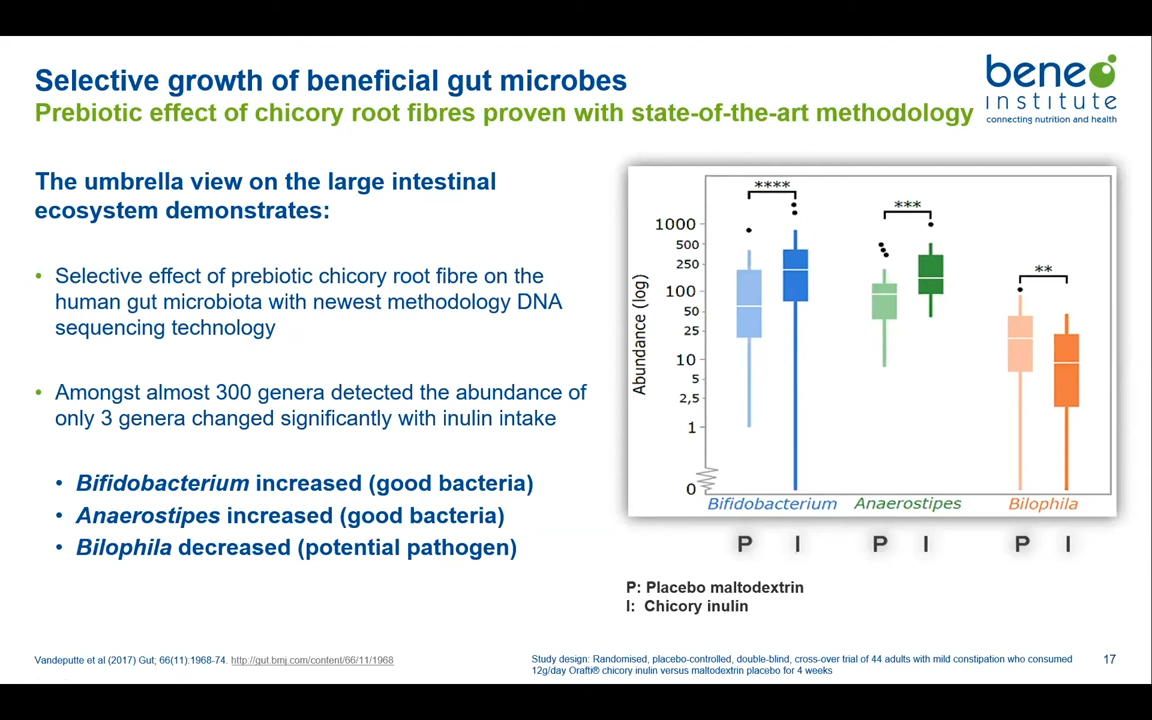 Selective growth of beneficial gut microbes
Prebiotic effect of chicory root fibres proven with state-of-the-art methodology
beneo
institute
connecting nutrition and health
The umbrella view on the large intestinal
ecosystem demonstrates:
• Selective effect of prebiotic chicory root fibre on the
human gut microbiota with newest methodology DNA
sequencing technology
• Amongst almost 300 genera detected the abundance of
only 3 genera changed significantly with inulin intake
• Bifidobacterium increased (good bacteria)
• Anaerostipes increased (good bacteria)
• Bilophila decreased (potential pathogen)
Abundance (log)
1000
500
250
100
50
25
10
5
2,5
1
0
****
***
**
Bifidobacterium Anaerostipes Bilophila
P I P I P I
P: Placebo maltodextrin
I: Chicory inulin
Vandeputte et al (2017) Gut; 66(11):1968-74. http://gut.bmj.com/content/66/11/1968
Study design: Randomised, placebo-controlled, double-blind, cross-over trial of 44 adults with mild constipation who consumed
12g/day Orafti® chicory inulin versus maltodextrin placebo for 4 weeks
17